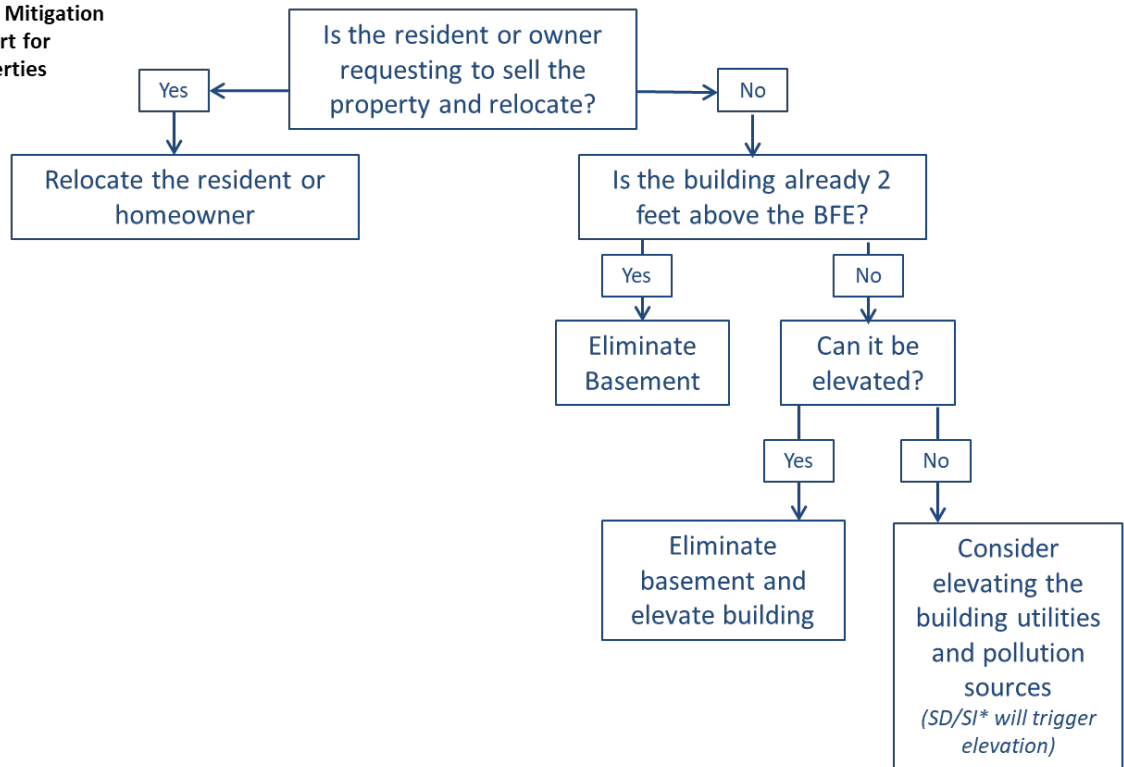 Mitigation
rt for
erties
Is the resident or owner
requesting to sell the
property and relocate?
Yes
No
Relocate the resident or
homeowner
Is the building already 2
feet above the BFE?
Yes
No
Eliminate
Basement
Can it be
elevated?
Yes
No
Eliminate
basement and
elevate building
Consider
elevating the
building utilities
and pollution
sources
(SD/SI* will trigger
elevation)